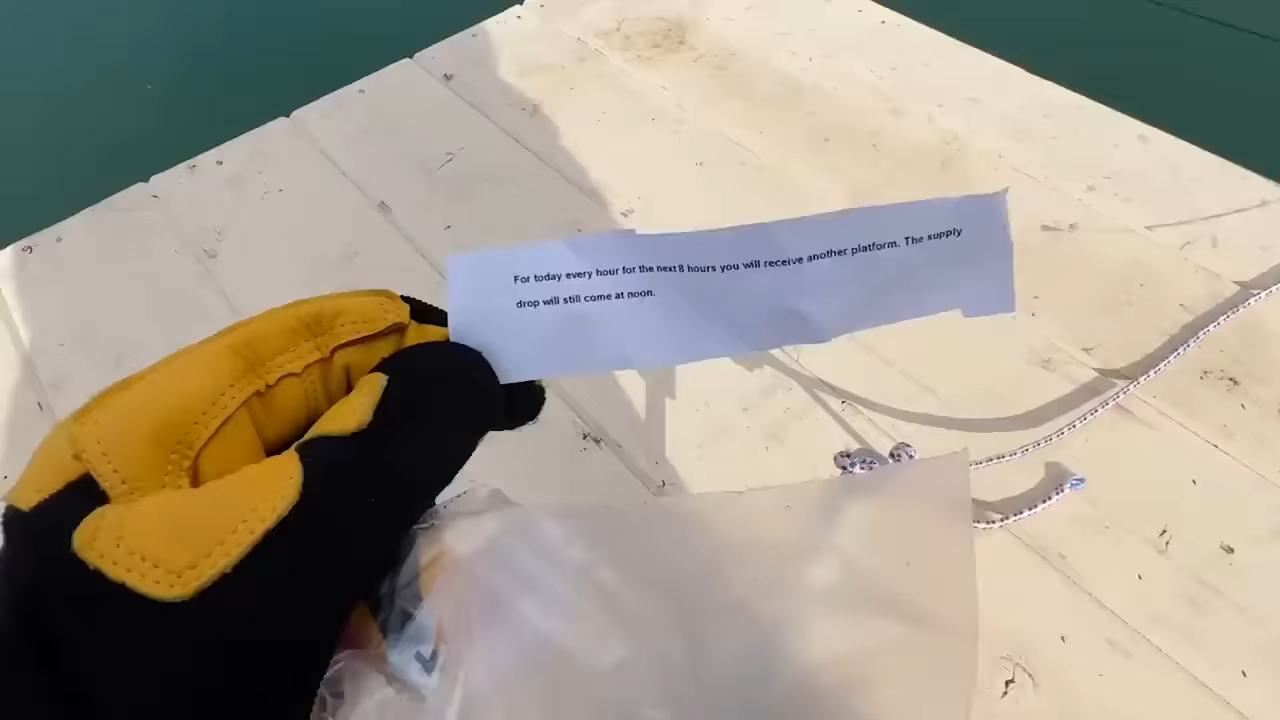 For today every hour for the next 8 hours you will receive another platform. The supply
drop will still come at noon.